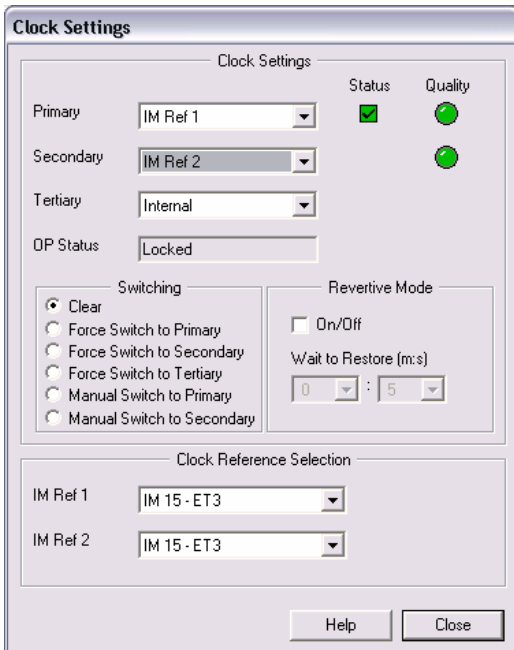 Clock Settings
Clock Settings
Status Quality
Primary IM Ref 1
Secondary IM Ref 2
Tertiary Internal
OP Status Locked
Switching
Clear
Force Switch to Primary
Force Switch to Secondary
Force Switch to Tertiary
Manual Switch to Primary
Manual Switch to Secondary
Revertive Mode
On/Off
Wait to Restore (m:s)
0 : 5
Clock Reference Selection
IM Ref 1 IM 15 - ET3
IM Ref 2 IM 15 - ET3
Help Close